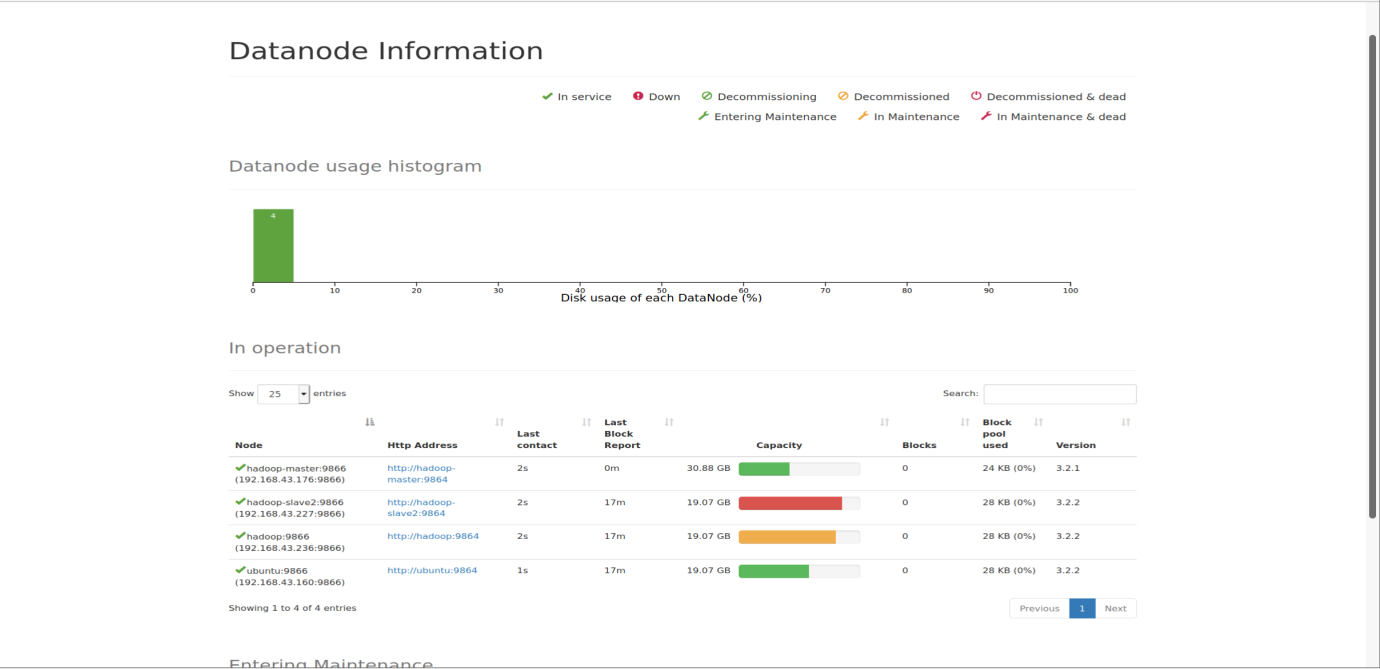 Datanode Information
In service Down Decommissioning Decommissioned Decommissioned & dead
Entering Maintenance In Maintenance In Maintenance & dead
Datanode usage histogram
4
0 10 20 30 40 50 60 70 80 90 100
Disk usage of each DataNode (%)
In operation
Show 25 entries Search:
Node Http Address Last contact Last Block Report Capacity Blocks Block pool used Version
hadoop-master:9866 http://hadoop- 2s 0m 30.88 GB 0 24 KB (0%) 3.2.1
(192.168.43.176:9866) master:9864
hadoop-slave2:9866 http://hadoop- 2s 17m 19.07 GB 0 28 KB (0%) 3.2.2
(192.168.43.227:9866) slave2:9864
hadoop:9866 http://hadoop:9864 2s 17m 19.07 GB 0 28 KB (0%) 3.2.2
(192.168.43.236:9866)
ubuntu:9866 http://ubuntu:9864 1s 17m 19.07 GB 0 28 KB (0%) 3.2.2
(192.168.43.160:9866)
Showing 1 to 4 of 4 entries Previous 1 Next
Entering Maintenance